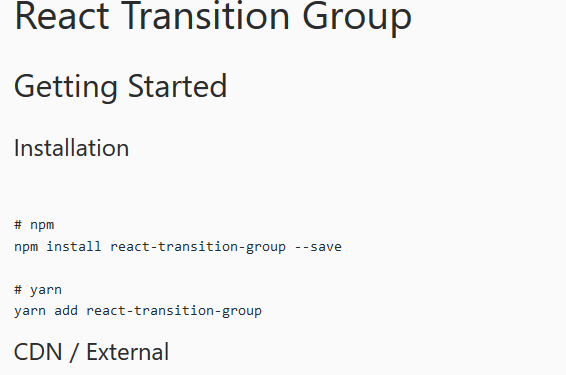 React Transition Group
Getting Started
Installation
# npm
npm install react-transition-group --save
# yarn
yarn add react-transition-group
CDN / External